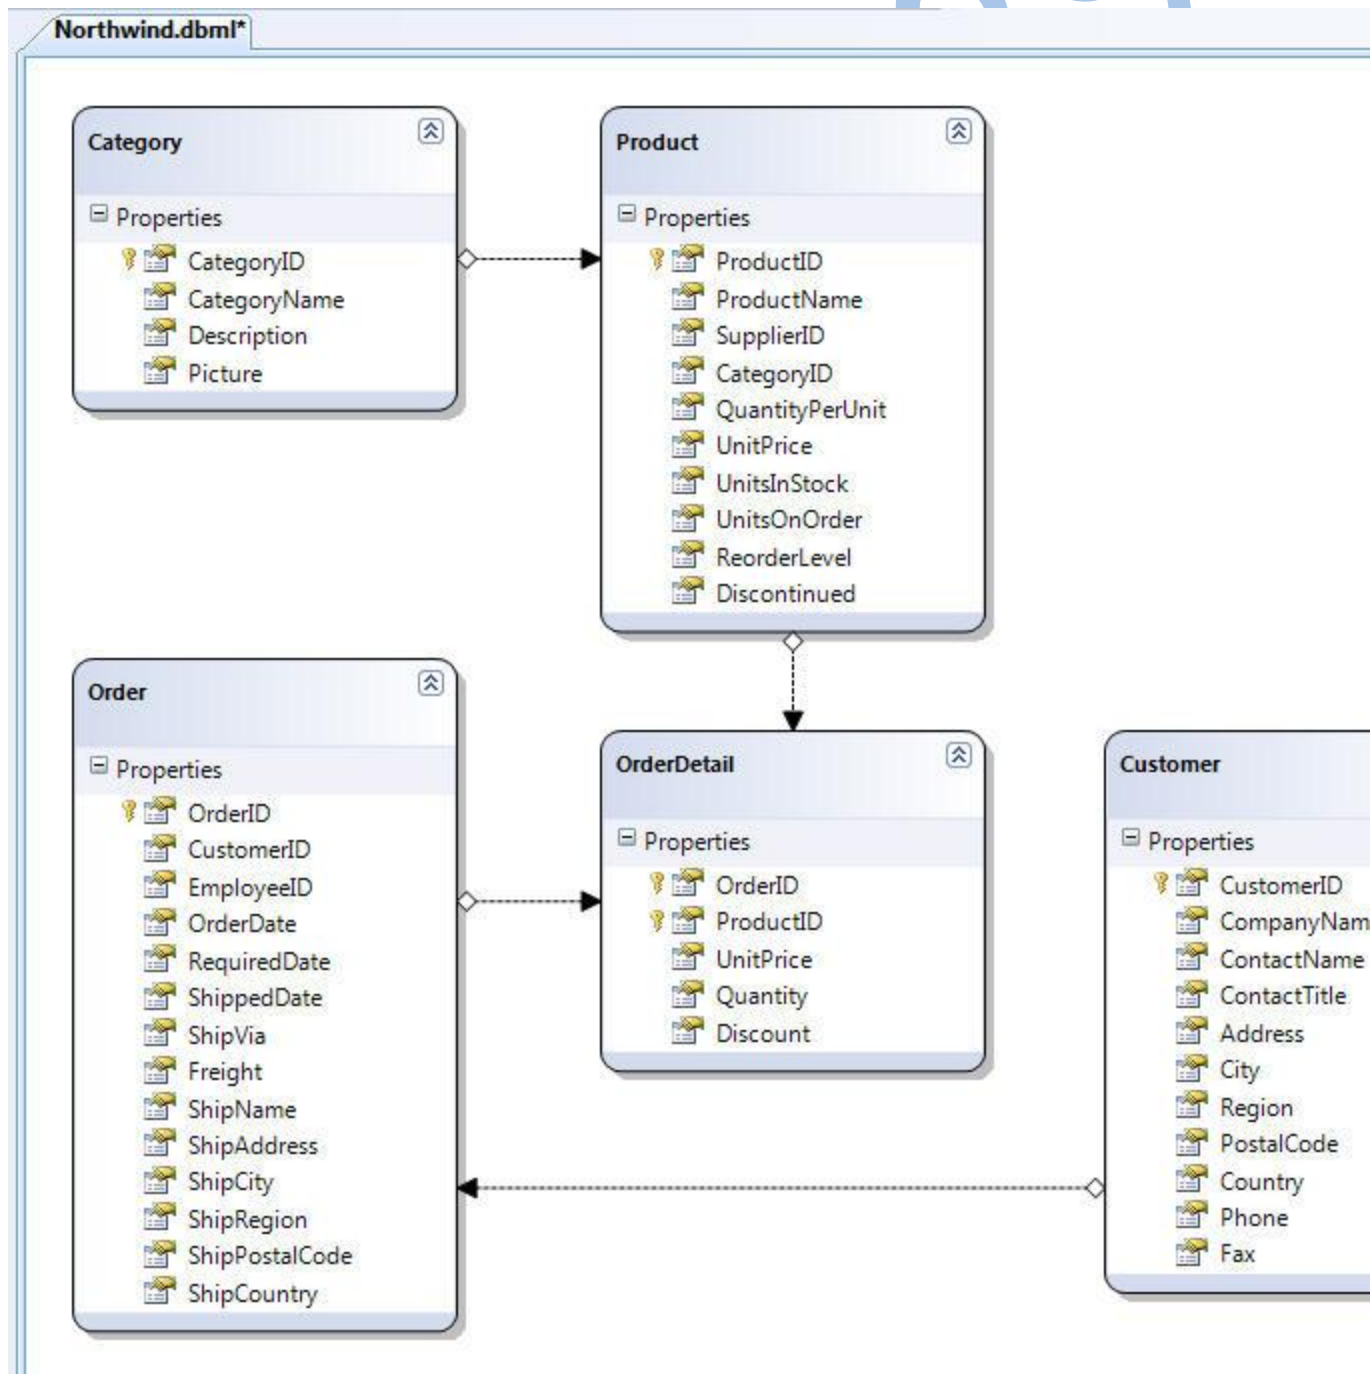 Northwind.dbml*
Category
Properties
CategoryID
CategoryName
Description
Picture
Product
Properties
ProductID
ProductName
SupplierID
CategoryID
QuantityPerUnit
UnitPrice
UnitsInStock
UnitsOnOrder
ReorderLevel
Discontinued
Order
Properties
OrderID
CustomerID
EmployeeID
OrderDate
RequiredDate
ShippedDate
ShipVia
Freight
ShipName
ShipAddress
ShipCity
ShipRegion
ShipPostalCode
ShipCountry
OrderDetail
Properties
OrderID
ProductID
UnitPrice
Quantity
Discount
Customer
Properties
CustomerID
CompanyNam
ContactName
ContactTitle
Address
City
Region
PostalCode
Country
Phone
Fax